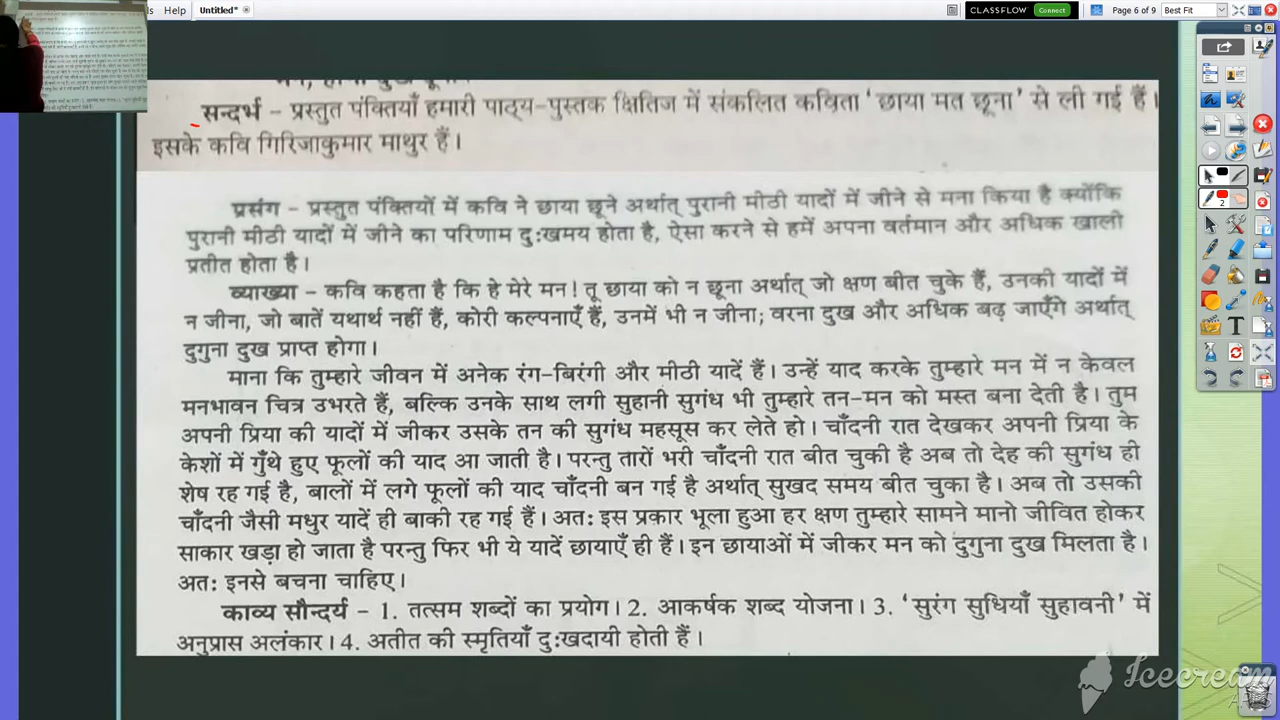 Help
Untitled*
CLASSFLOW Connect
Page 6 of 9
Best Fit
सन्दर्भ – प्रस्तुत पंक्तियाँ हमारी पाठ्य-पुस्तक क्षितिज में संकलित कविता ‘छाया मत छूना’ से ली गई हैं।
इसके कवि गिरिजाकुमार माथुर हैं।
प्रसंग – प्रस्तुत पंक्तियों में कवि ने छाया छूने अर्थात् पुरानी मीठी यादों में जीने से मना किया है क्योंकि
पुरानी मीठी यादों में जीने का परिणाम दुःखमय होता है, ऐसा करने से हमें अपना वर्तमान और अधिक खाली
प्रतीत होता है।
व्याख्या – कवि कहता है कि हे मेरे मन! तू छाया को न छूना अर्थात् जो क्षण बीत चुके हैं, उनकी यादों में
न जीना, जो बातें यथार्थ नहीं हैं, कोरी कल्पनाएँ हैं, उनमें भी न जीना; वरना दुख और अधिक बढ़ जाएँगे अर्थात्
दुगुना दुख प्राप्त होगा।
माना कि तुम्हारे जीवन में अनेक रंग-बिरंगी और मीठी यादें हैं। उन्हें याद करके तुम्हारे मन में न केवल
मनभावन चित्र उभरते हैं, बल्कि उनके साथ लगी सुहानी सुगंध भी तुम्हारे तन-मन को मस्त बना देती है। तुम
अपनी प्रिया की यादों में जीकर उसके तन की सुगंध महसूस कर लेते हो। चाँदनी रात देखकर अपनी प्रिया के
केशों में गुँथे हुए फूलों की याद आ जाती है। परन्तु तारों भरी चाँदनी रात बीत चुकी है अब तो देह की सुगंध ही
शेष रह गई है, बालों में लगे फूलों की याद चाँदनी बन गई है अर्थात् सुखद समय बीत चुका है। अब तो उसकी
चाँदनी जैसी मधुर यादें ही बाकी रह गई हैं। अतः इस प्रकार भूला हुआ हर क्षण तुम्हारे सामने मानो जीवित होकर
साकार खड़ा हो जाता है परन्तु फिर भी ये यादें छायाएँ ही हैं। इन छायाओं में जीकर मन को दुगुना दुख मिलता है।
अतः इनसे बचना चाहिए।
काव्य सौन्दर्य – 1. तत्सम शब्दों का प्रयोग। 2. आकर्षक शब्द योजना। 3. ‘सुरंग सुधियाँ सुहावनी’ में
अनुप्रास अलंकार। 4. अतीत की स्मृतियाँ दुःखदायी होती हैं।
Icecream
APPS